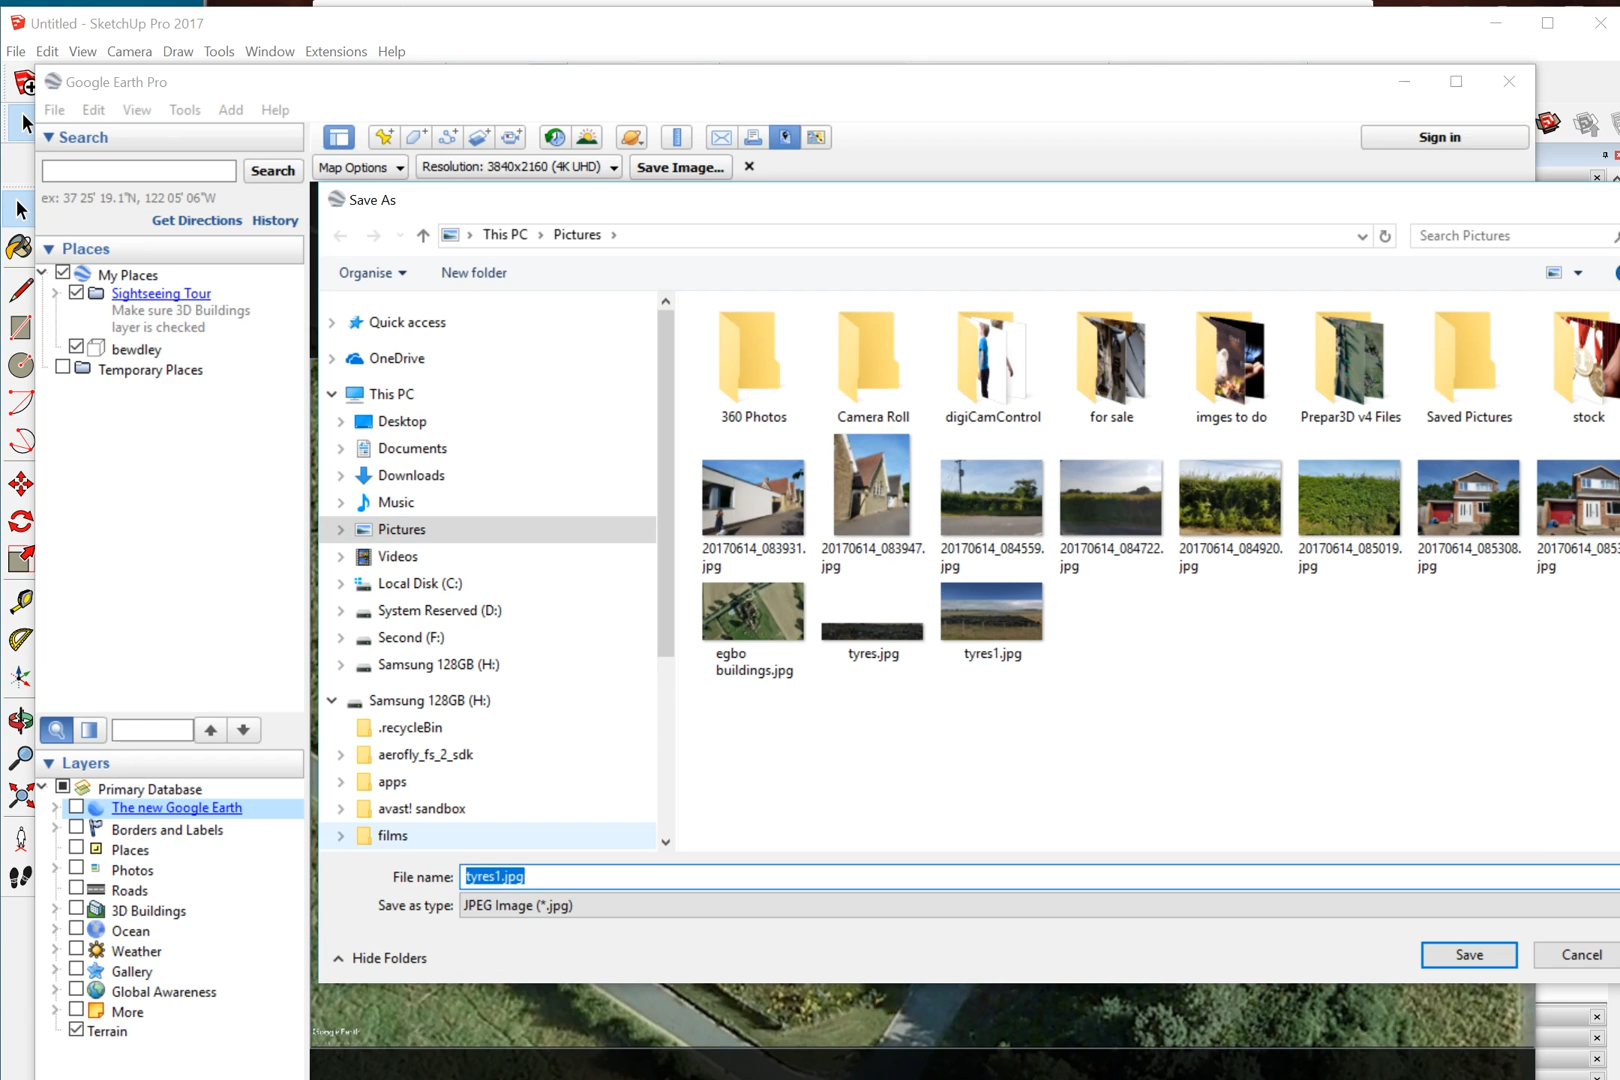 Untitled - SketchUp Pro 2017
File Edit View Camera Draw Tools Window Extensions Help
Google Earth Pro
File Edit View Tools Add Help
Search
Sign in
Map Options
Resolution: 3840x2160 (4K UHD)
Save Image...
Search
ex: 37 25' 19.1"N, 122 05' 06"W
Get Directions History
Places
My Places
Sightseeing Tour
Make sure 3D Buildings
layer is checked
bewdley
Temporary Places
Layers
Primary Database
The new Google Earth
Borders and Labels
Places
Photos
Roads
3D Buildings
Ocean
Weather
Gallery
Global Awareness
More
Terrain
Save As
This PC > Pictures >
Search Pictures
Organise
New folder
Quick access
OneDrive
This PC
Desktop
Documents
Downloads
Music
Pictures
Videos
Local Disk (C:)
System Reserved (D:)
Second (F:)
Samsung 128GB (H:)
Samsung 128GB (H:)
.recycleBin
aerofly_fs_2_sdk
apps
avast! sandbox
films
360 Photos
Camera Roll
digiCamControl
for sale
imges to do
Prepar3D v4 Files
Saved Pictures
stock
20170614_083931.
jpg
20170614_083947.
jpg
20170614_084559.
jpg
20170614_084722.
jpg
20170614_084920.
jpg
20170614_085019.
jpg
20170614_085308.
jpg
20170614_085
jpg
egbo
buildings.jpg
tyres.jpg
tyres1.jpg
File name: tyres1.jpg
Save as type: JPEG Image (*.jpg)
Hide Folders
Save
Cancel
Google Earth